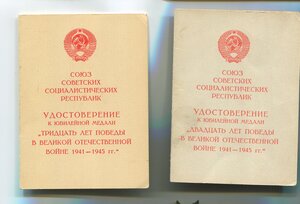 СОЮЗ
СОВЕТСКИХ
СОЦИАЛИСТИЧЕСКИХ
РЕСПУБЛИК
УДОСТОВЕРЕНИЕ
К ЮБИЛЕЙНОЙ МЕДАЛИ
„ТРИДЦАТЬ ЛЕТ ПОБЕДЫ
В ВЕЛИКОЙ ОТЕЧЕСТВЕННОЙ
ВОЙНЕ 1941—1945 гг.“
СОЮЗ
СОВЕТСКИХ
СОЦИАЛИСТИЧЕСКИХ
РЕСПУБЛИК
УДОСТОВЕРЕНИЕ
К ЮБИЛЕЙНОЙ МЕДАЛИ
„ДВАДЦАТЬ ЛЕТ ПОБЕДЫ
В ВЕЛИКОЙ ОТЕЧЕСТВЕННОЙ
ВОЙНЕ 1941—1945 гг.“